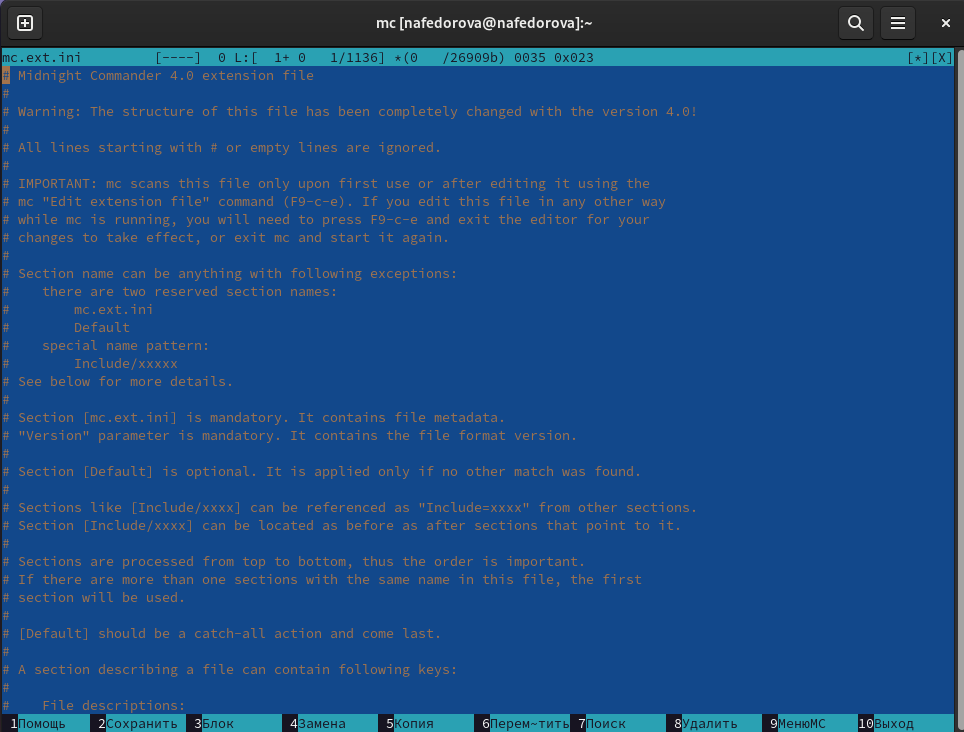 mc [nafedorova@nafedorova]:~
mc.ext.ini [----] 0 L:[ 1+ 0 1/1136] *(0 /26909b) 0035 0x023 [*][X]
# Midnight Commander 4.0 extension file
#
# Warning: The structure of this file has been completely changed with the version 4.0!
#
# All lines starting with # or empty lines are ignored.
#
# IMPORTANT: mc scans this file only upon first use or after editing it using the
# mc "Edit extension file" command (F9-c-e). If you edit this file in any other way
# while mc is running, you will need to press F9-c-e and exit the editor for your
# changes to take effect, or exit mc and start it again.
#
# Section name can be anything with following exceptions:
#    there are two reserved section names:
#        mc.ext.ini
#        Default
#    special name pattern:
#        Include/xxxxx
# See below for more details.
#
# Section [mc.ext.ini] is mandatory. It contains file metadata.
# "Version" parameter is mandatory. It contains the file format version.
#
# Section [Default] is optional. It is applied only if no other match was found.
#
# Sections like [Include/xxxx] can be referenced as "Include=xxxx" from other sections.
# Section [Include/xxxx] can be located as before as after sections that point to it.
#
# Sections are processed from top to bottom, thus the order is important.
# If there are more than one sections with the same name in this file, the first
# section will be used.
#
# [Default] should be a catch-all action and come last.
#
# A section describing a file can contain following keys:
#
#    File descriptions:
1Помощь 2Сохранить 3Блок 4Замена 5Копия 6Перем~тить 7Поиск 8Удалить 9МенюMC 10Выход